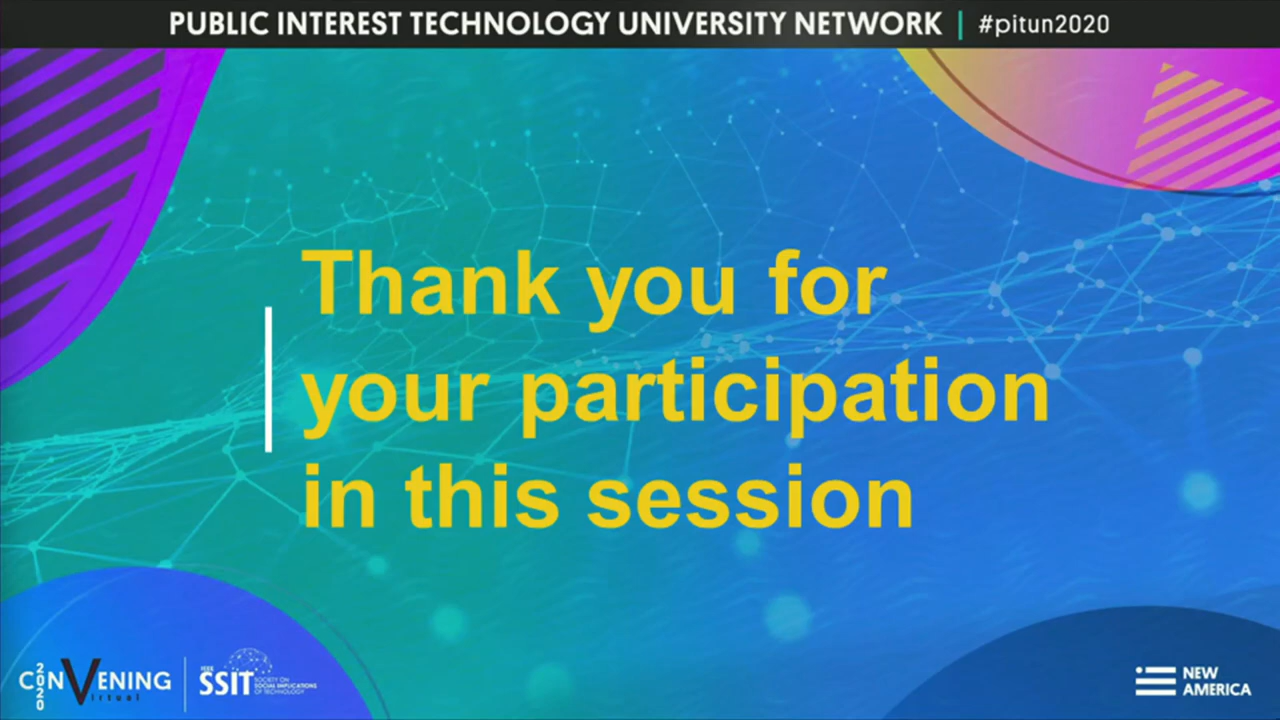 PUBLIC INTEREST TECHNOLOGY UNIVERSITY NETWORK | #pitun2020
Thank you for
your participation
in this session
2020
CONVENING
Virtual
IEEE
SSIT
SOCIETY ON
SOCIAL IMPLICATIONS
OF TECHNOLOGY
NEW
AMERICA